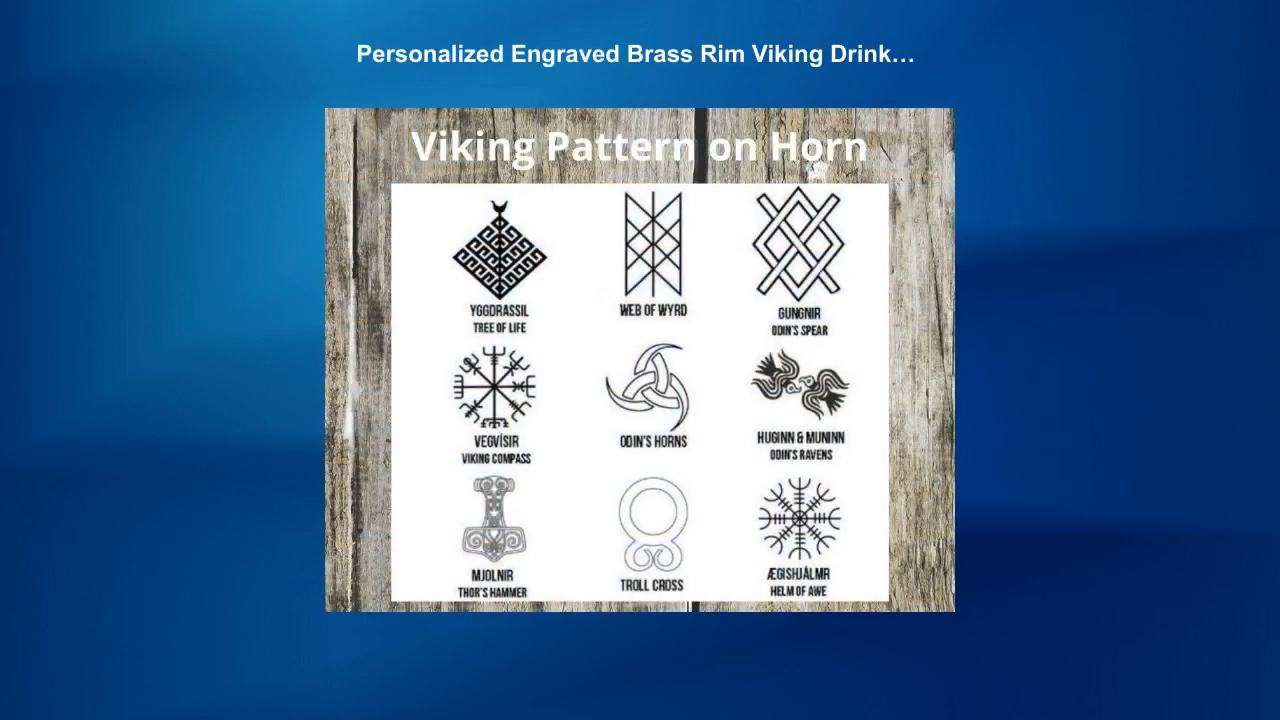 Personalized Engraved Brass Rim Viking Drink…
Viking Pattern on Horn
YGGDRASSIL
TREE OF LIFE
WEB OF WYRD
GUNGNIR
ODIN'S SPEAR
VEGVÍSIR
VIKING COMPASS
ODIN'S HORNS
HUGINN & MUNINN
ODIN'S RAVENS
MJOLNIR
THOR'S HAMMER
TROLL CROSS
ÆGISHJÁLMR
HELM OF AWE